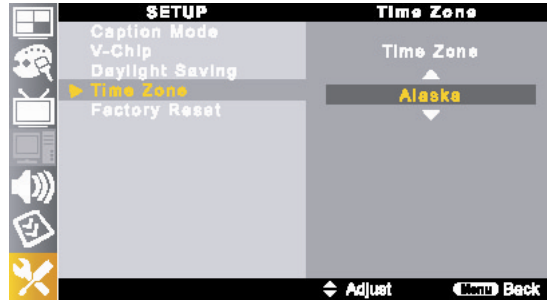 SETUP
Caption Mode
V-Chip
Daylight Saving
Time Zone
Factory Reset
Time Zone
Time Zone
Alaska
Adjust
Menu Back